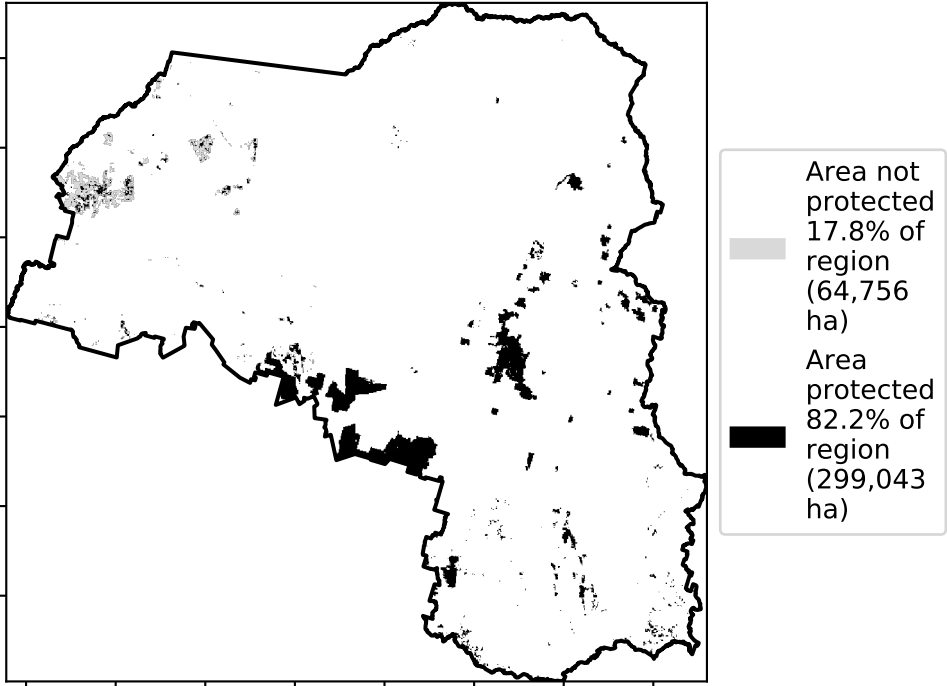 Area not
protected
17.8% of
region
(64,756
ha)
Area
protected
82.2% of
region
(299,043
ha)